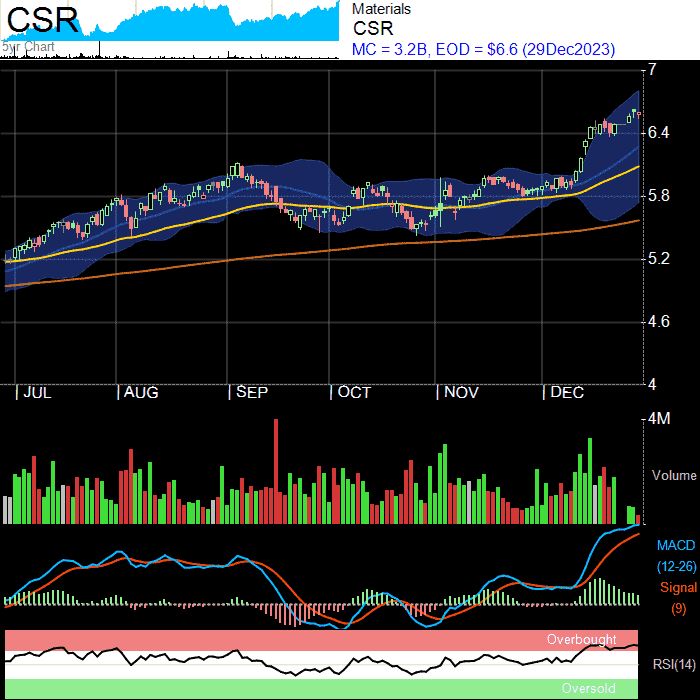 CSR
5yr Chart
Materials
CSR
MC = 3.2B, EOD = $6.6 (29Dec2023)
7
6.4
5.8
5.2
4.6
4
JUL AUG SEP OCT NOV DEC
4M
Volume
MACD
(12-26)
Signal
(9)
Overbought
RSI(14)
Oversold